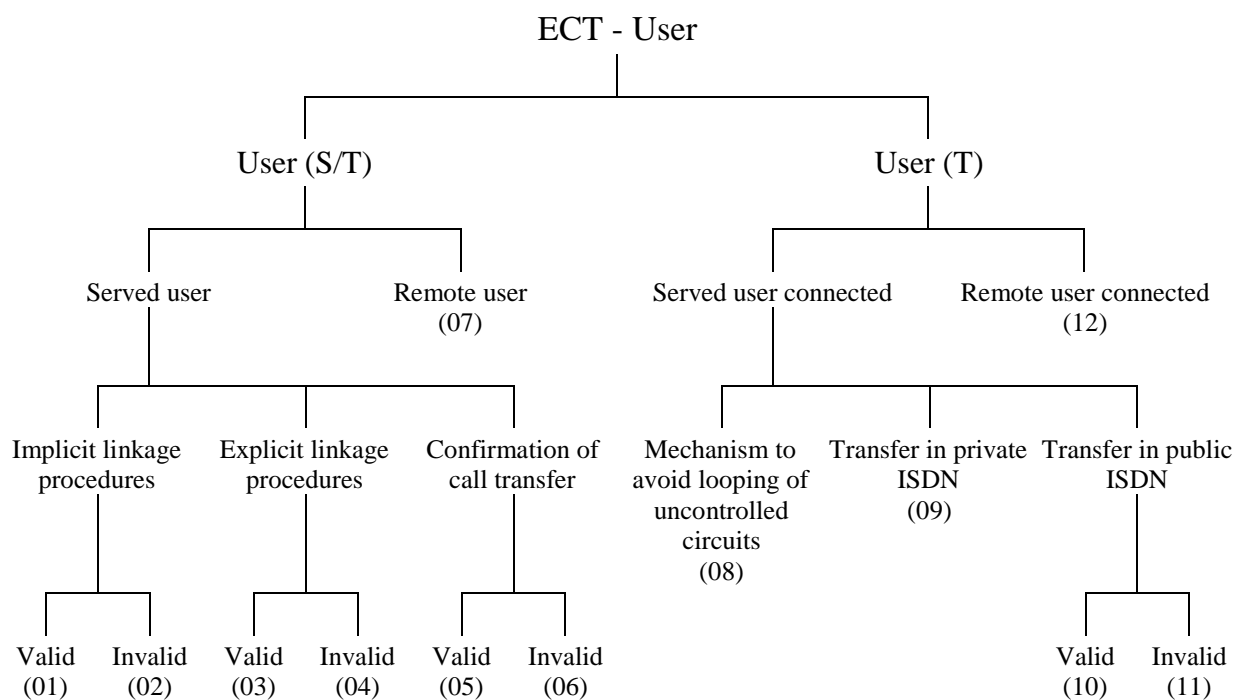 ECT - User
User (S/T)
User (T)
Served user
Remote user
(07)
Served user connected
Remote user connected
(12)
Implicit linkage
procedures
Explicit linkage
procedures
Confirmation of
call transfer
Mechanism to
avoid looping of
uncontrolled
circuits
(08)
Transfer in private
ISDN
(09)
Transfer in public
ISDN
Valid
(01)
Invalid
(02)
Valid
(03)
Invalid
(04)
Valid
(05)
Invalid
(06)
Valid
(10)
Invalid
(11)